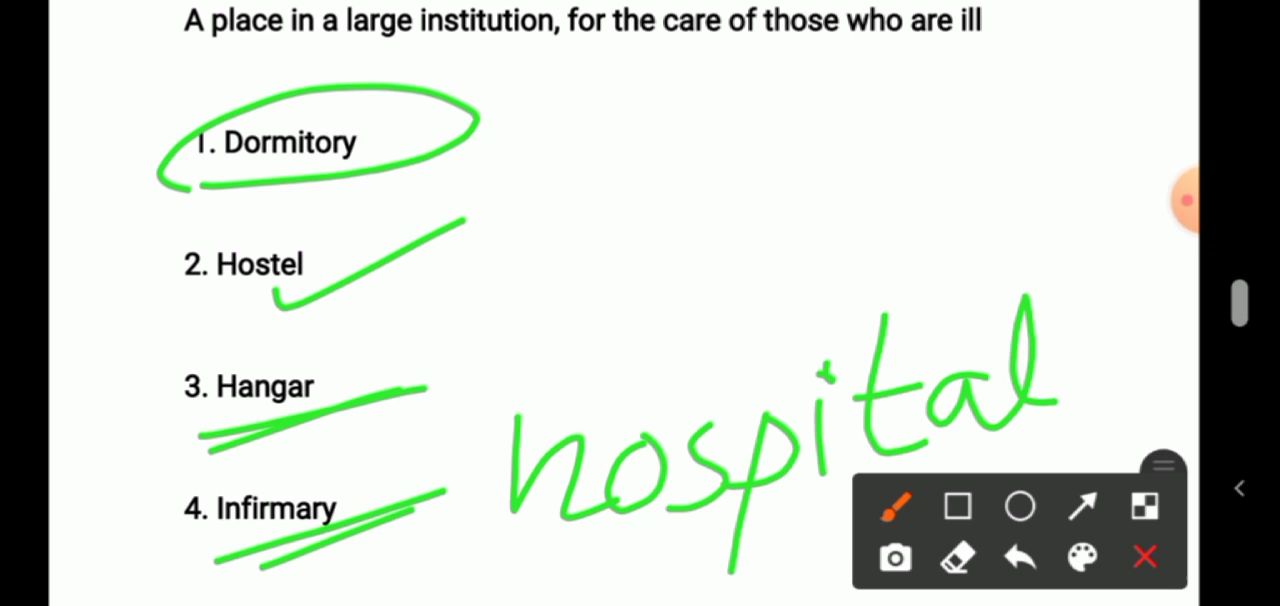 A place in a large institution, for the care of those who are ill
1. Dormitory
2. Hostel
3. Hangar
4. Infirmary
hospital